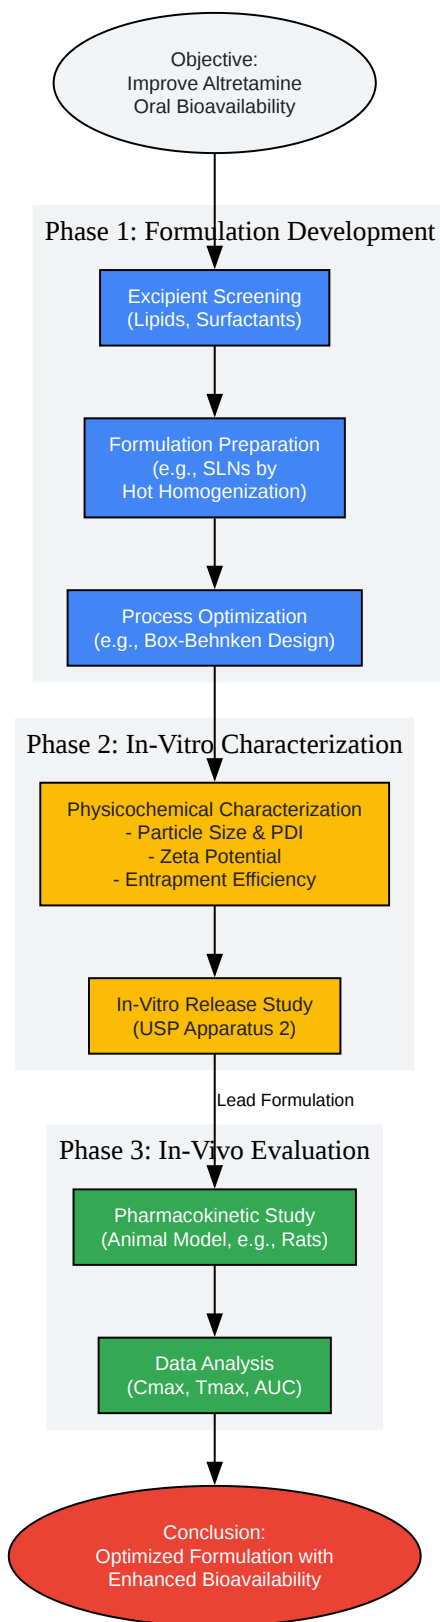 Objective:
Improve Altretamine
Oral Bioavailability
Phase 1: Formulation Development
Excipient Screening
(Lipids, Surfactants)
Formulation Preparation
(e.g., SLNs by
Hot Homogenization)
Process Optimization
(e.g., Box-Behnken Design)
Phase 2: In-Vitro Characterization
Physicochemical Characterization
- Particle Size & PDI
- Zeta Potential
- Entrapment Efficiency
In-Vitro Release Study
(USP Apparatus 2)
Lead Formulation
Phase 3: In-Vivo Evaluation
Pharmacokinetic Study
(Animal Model, e.g., Rats)
Data Analysis
(Cmax, Tmax, AUC)
Conclusion:
Optimized Formulation with
Enhanced Bioavailability